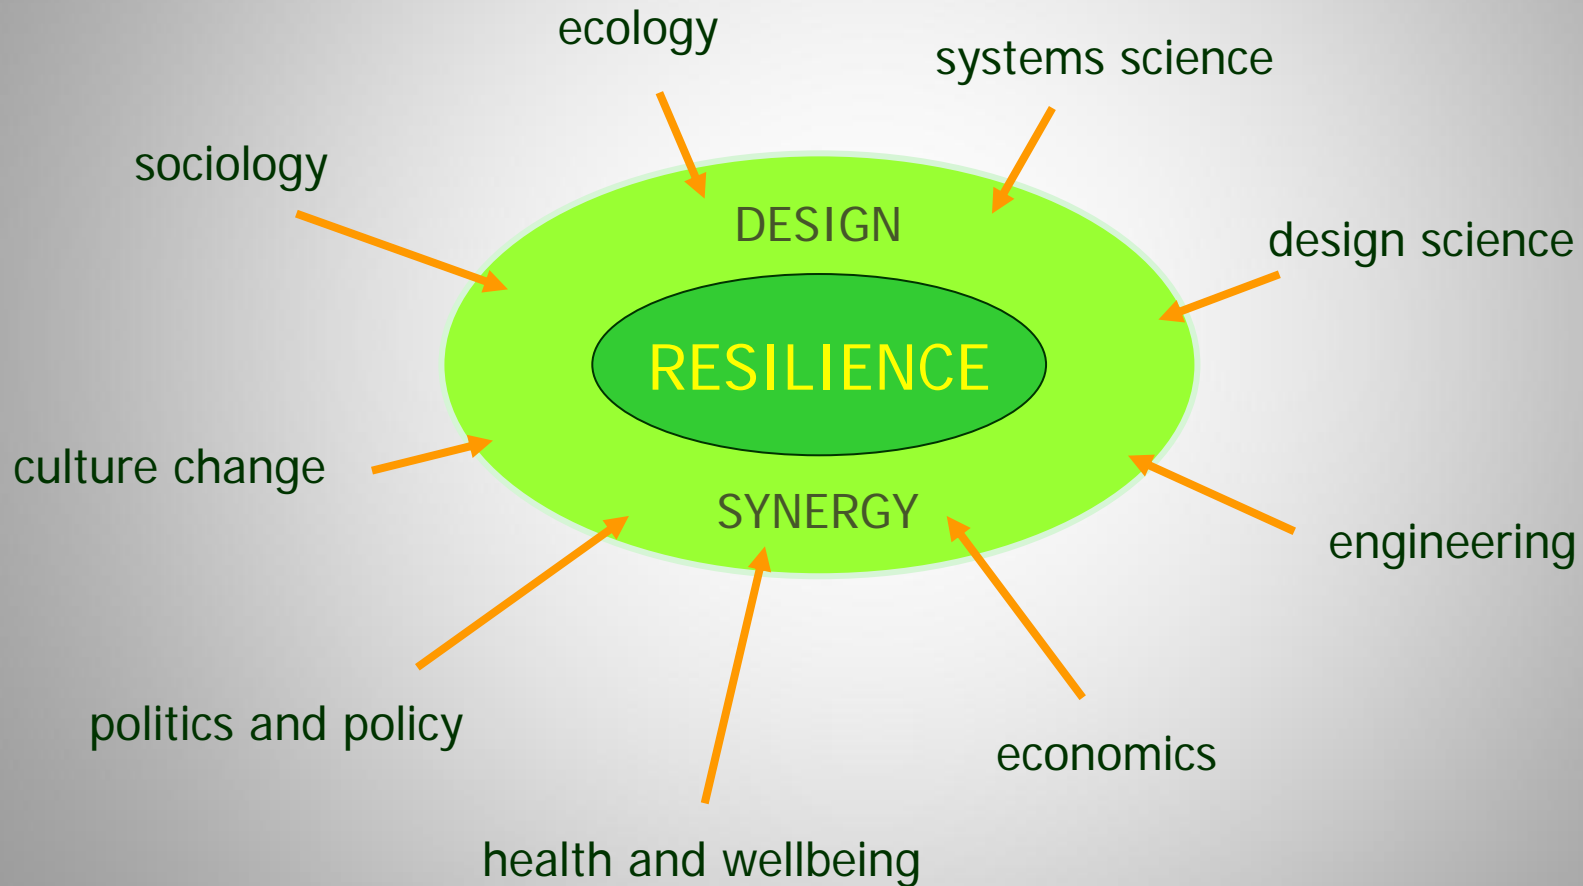 ecology
systems science
sociology
DESIGN
design science
RESILIENCE
culture change
SYNERGY
engineering
politics and policy
economics
health and wellbeing